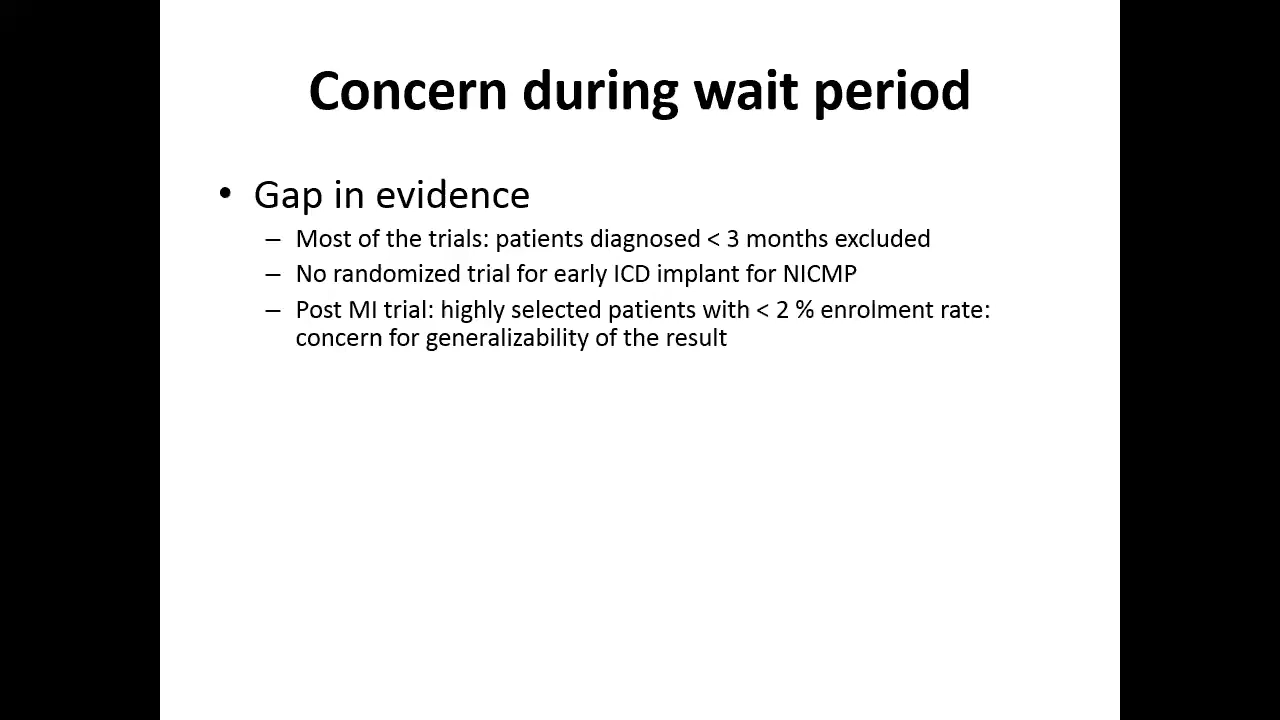 Concern during wait period
• Gap in evidence
– Most of the trials: patients diagnosed < 3 months excluded
– No randomized trial for early ICD implant for NICMP
– Post MI trial: highly selected patients with < 2 % enrolment rate:
concern for generalizability of the result